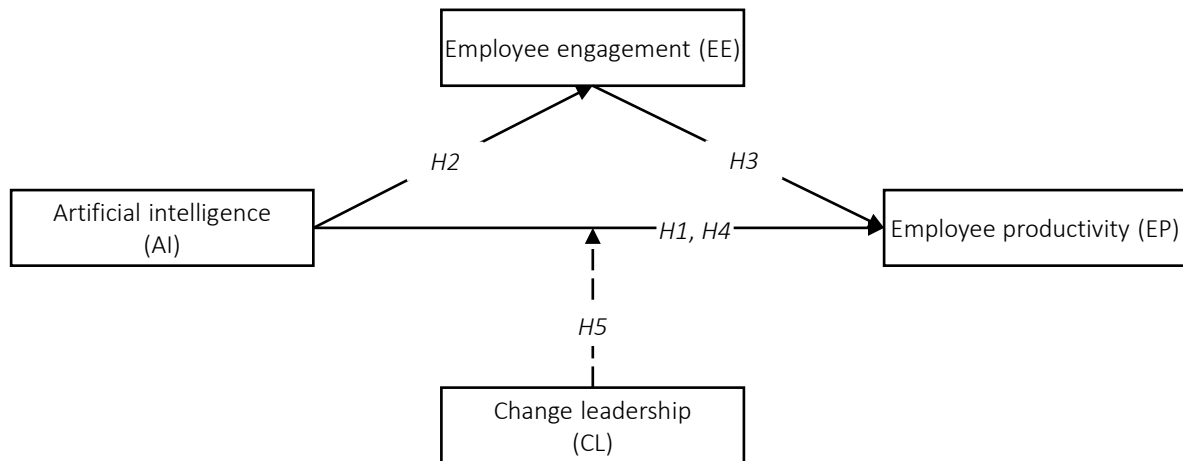 Employee engagement (EE)
H2
H3
Artificial intelligence
(AI)
H1, H4
Employee productivity (EP)
H5
Change leadership
(CL)